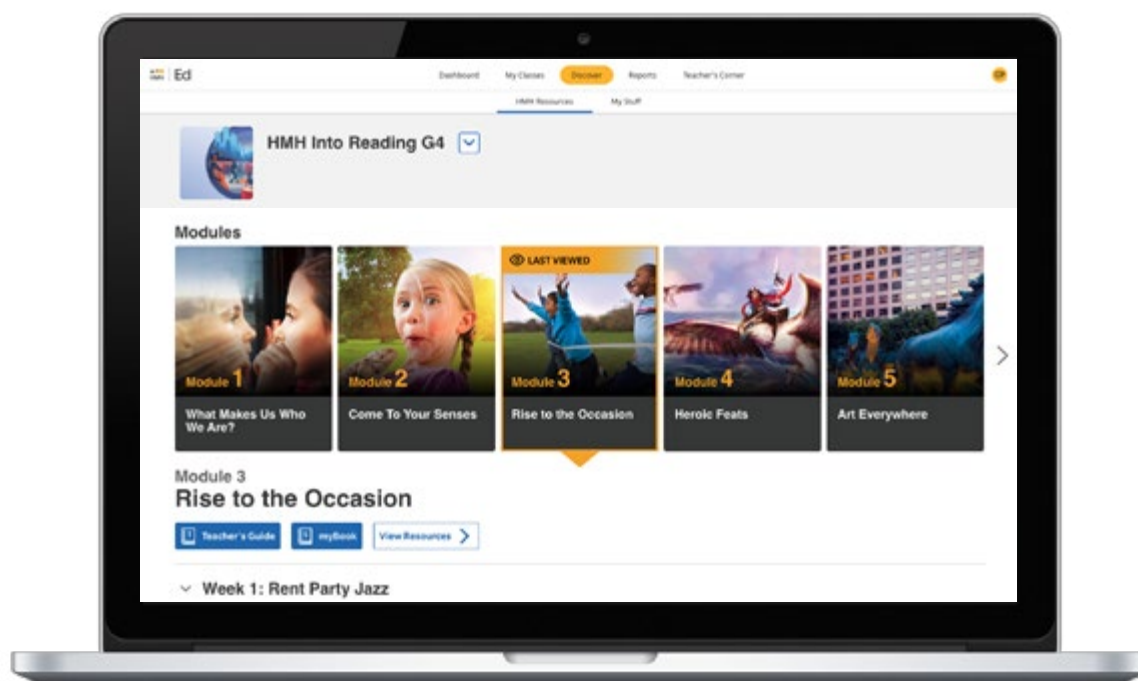 Ed
Dashboard My Classes Discover Reports Teacher's Corner
HMH Resources My Stuff
HMH Into Reading G4
Modules
LAST VIEWED
Module 1
Module 2
Module 3
Module 4
Module 5
What Makes Us Who
We Are?
Come To Your Senses
Rise to the Occasion
Heroic Feats
Art Everywhere
Module 3
Rise to the Occasion
Teacher's Guide
myBook
View Resources
Week 1: Rent Party Jazz